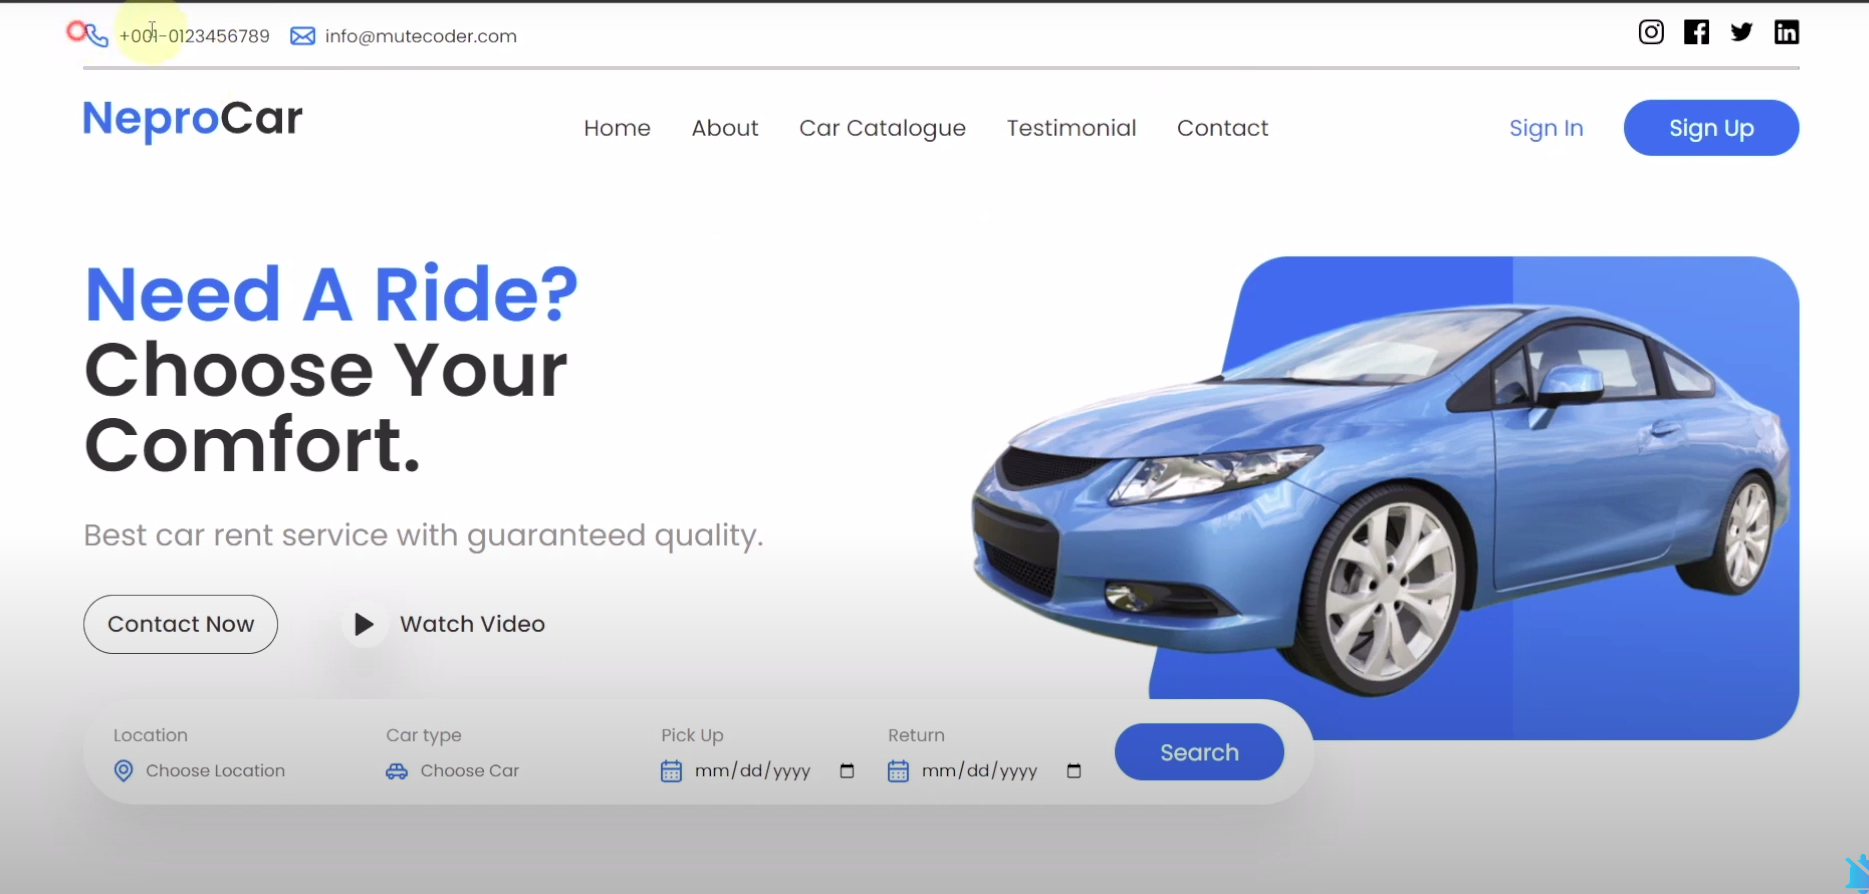 +001-0123456789 info@mutecoder.com
NeproCar Home About Car Catalogue Testimonial Contact Sign In Sign Up
Need A Ride?
Choose Your
Comfort.
Best car rent service with guaranteed quality.
Contact Now Watch Video
Location Car type Pick Up Return
Choose Location Choose Car mm/dd/yyyy mm/dd/yyyy
Search